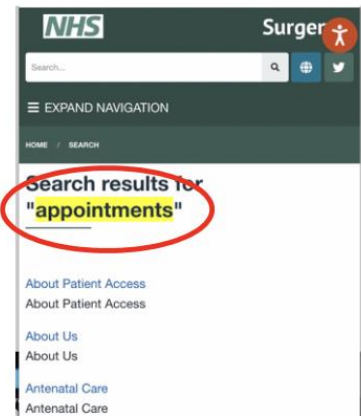 NHS
Surger
Search...
EXPAND NAVIGATION
HOME / SEARCH
Search results for
"appointments"
About Patient Access
About Patient Access
About Us
About Us
Antenatal Care
Antenatal Care